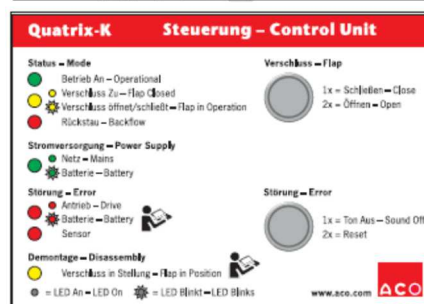 Quatrix-K Steuerung – Control Unit
Status – Mode
Betrieb An – Operational
Verschluss Zu – Flap Closed
Verschluss öffnet/schließt – Flap in Operation
Rückstau – Backflow
Stromversorgung – Power Supply
Netz – Mains
Batterie – Battery
Störung – Error
Antrieb – Drive
Batterie – Battery
Sensor
Demontage – Disassembly
Verschluss in Stellung – Flap in Position
= LED An – LED On = LED Blinkt – LED Blinks
Verschluss – Flap
1x = Schließen – Close
2x = Öffnen – Open
Störung – Error
1x = Ton Aus – Sound Off
2x = Reset
www.aco.com ACO